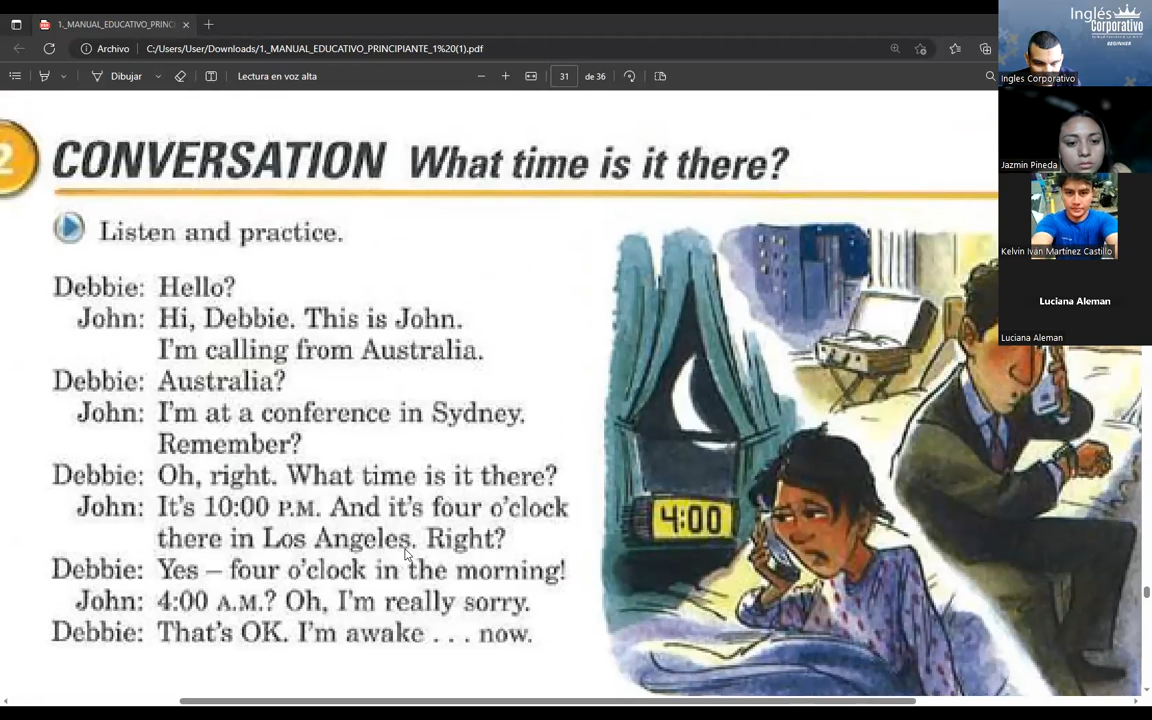 1._MANUAL_EDUCATIVO_PRINC
Archivo
C:/Users/User/Downloads/1._MANUAL_EDUCATIVO_PRINCIPIANTE_1%20(1).pdf
Dibujar
Lectura en voz alta
31
de 36
2 CONVERSATION What time is it there?
Listen and practice.
Debbie: Hello?
John: Hi, Debbie. This is John.
I'm calling from Australia.
Debbie: Australia?
John: I'm at a conference in Sydney.
Remember?
Debbie: Oh, right. What time is it there?
John: It's 10:00 P.M. And it's four o'clock
there in Los Angeles. Right?
Debbie: Yes – four o'clock in the morning!
John: 4:00 A.M.? Oh, I'm really sorry.
Debbie: That's OK. I'm awake . . . now.
4:00
Inglés
Corporativo
BEGINNER
Ingles Corporativo
Jazmin Pineda
Kelvin Ivan Martínez Castillo
Luciana Aleman
Luciana Aleman